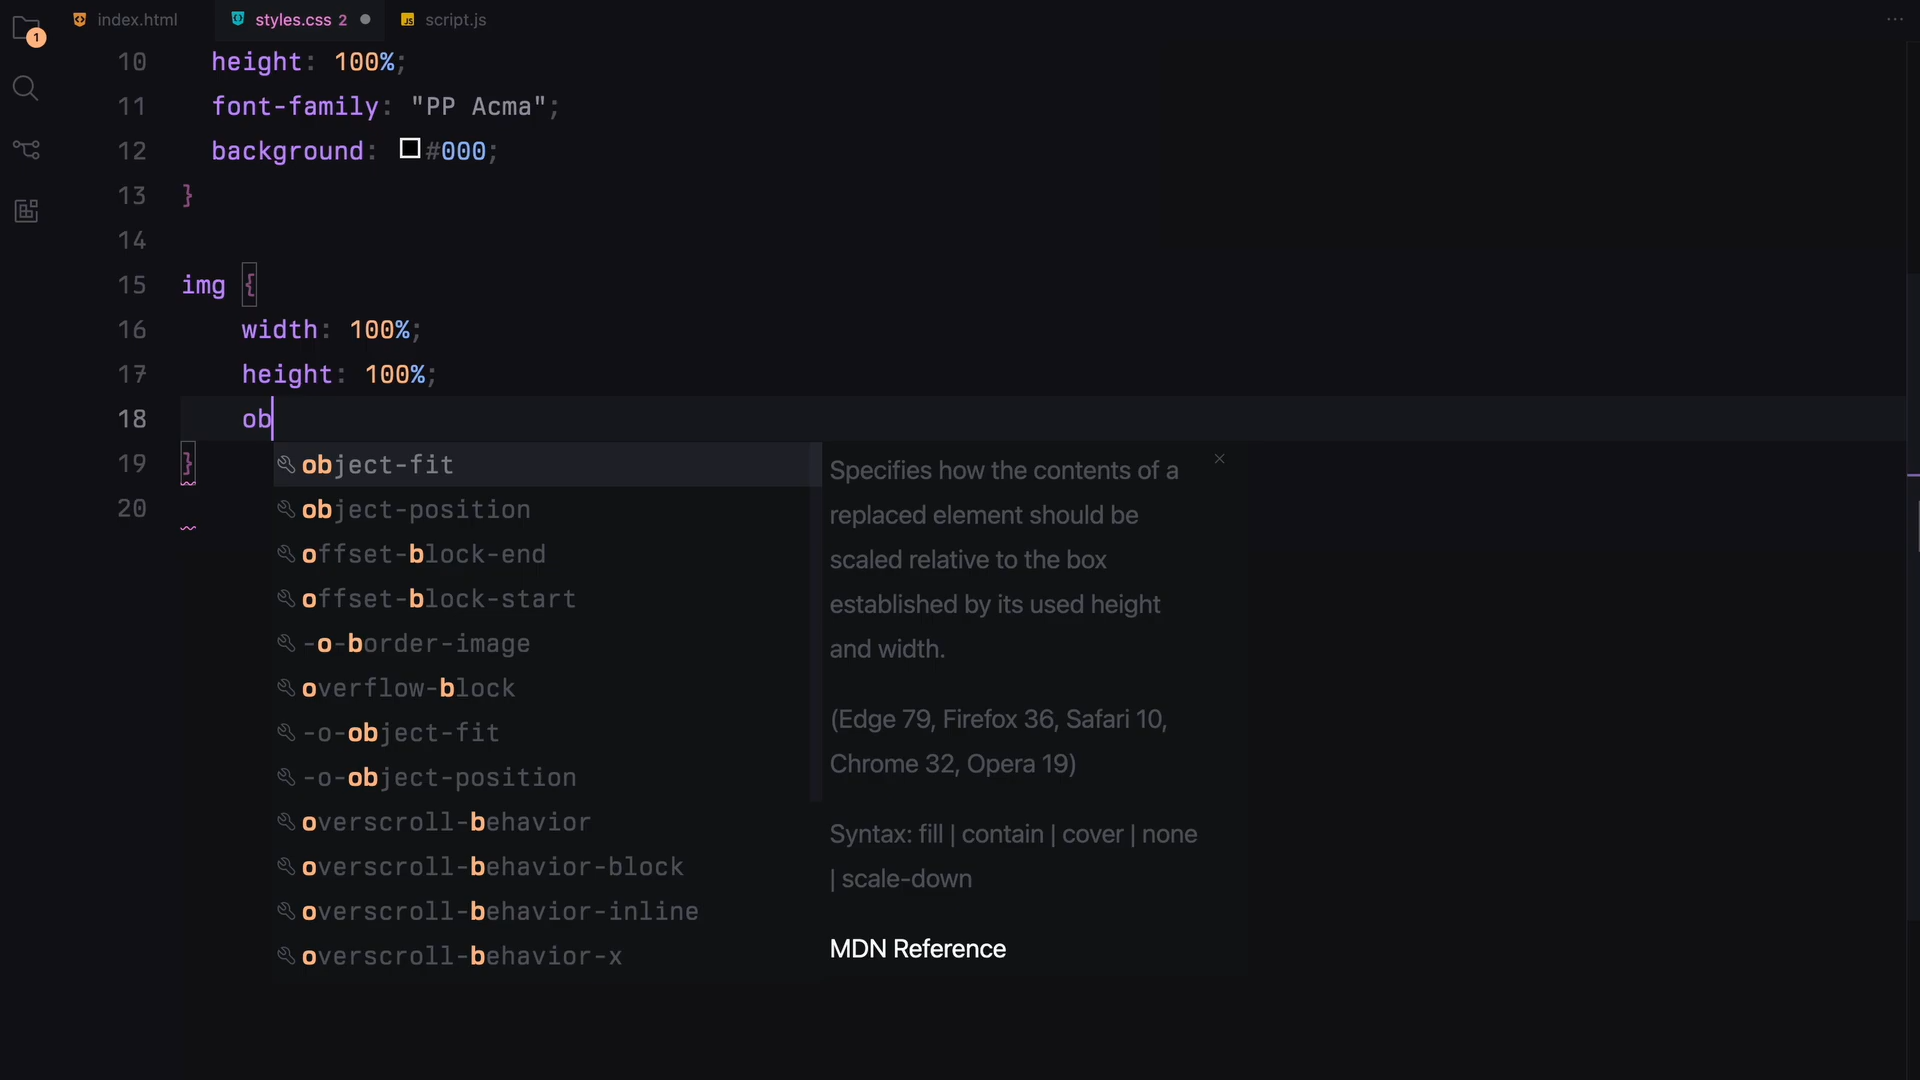 index.html
styles.css 2
script.js
1
10 height: 100%;
11 font-family: "PP Acma";
12 background: #000;
13 }
14
15 img {
16 width: 100%;
17 height: 100%;
18 ob
19 }
20
object-fit
object-position
offset-block-end
offset-block-start
-o-border-image
overflow-block
-o-object-fit
-o-object-position
overscroll-behavior
overscroll-behavior-block
overscroll-behavior-inline
overscroll-behavior-x
Specifies how the contents of a
replaced element should be
scaled relative to the box
established by its used height
and width.
(Edge 79, Firefox 36, Safari 10,
Chrome 32, Opera 19)
Syntax: fill | contain | cover | none
| scale-down
MDN Reference